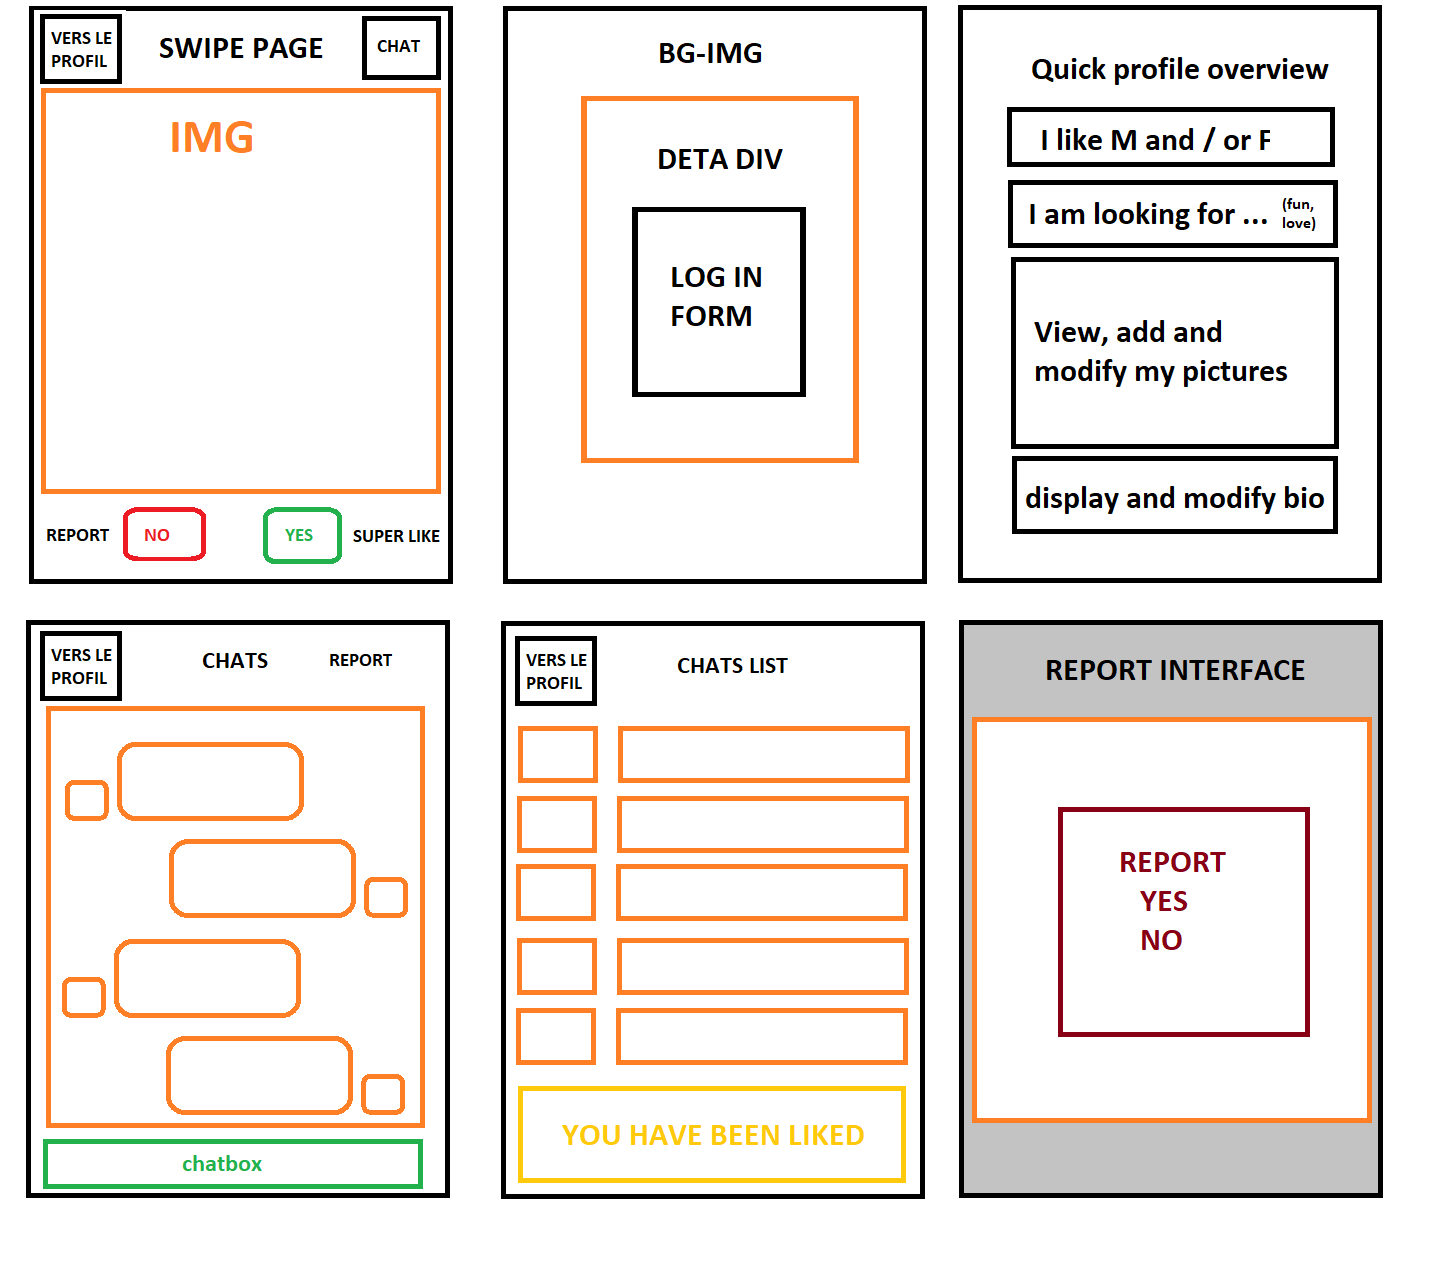 VERS LE
PROFIL
SWIPE PAGE
CHAT
IMG
REPORT
NO
YES
SUPER LIKE
BG-IMG
DETA DIV
LOG IN
FORM
Quick profile overview
I like M and / or F
I am looking for ...
(fun,
love)
View, add and
modify my pictures
display and modify bio
VERS LE
PROFIL
CHATS
REPORT
chatbox
VERS LE
PROFIL
CHATS LIST
YOU HAVE BEEN LIKED
REPORT INTERFACE
REPORT
YES
NO